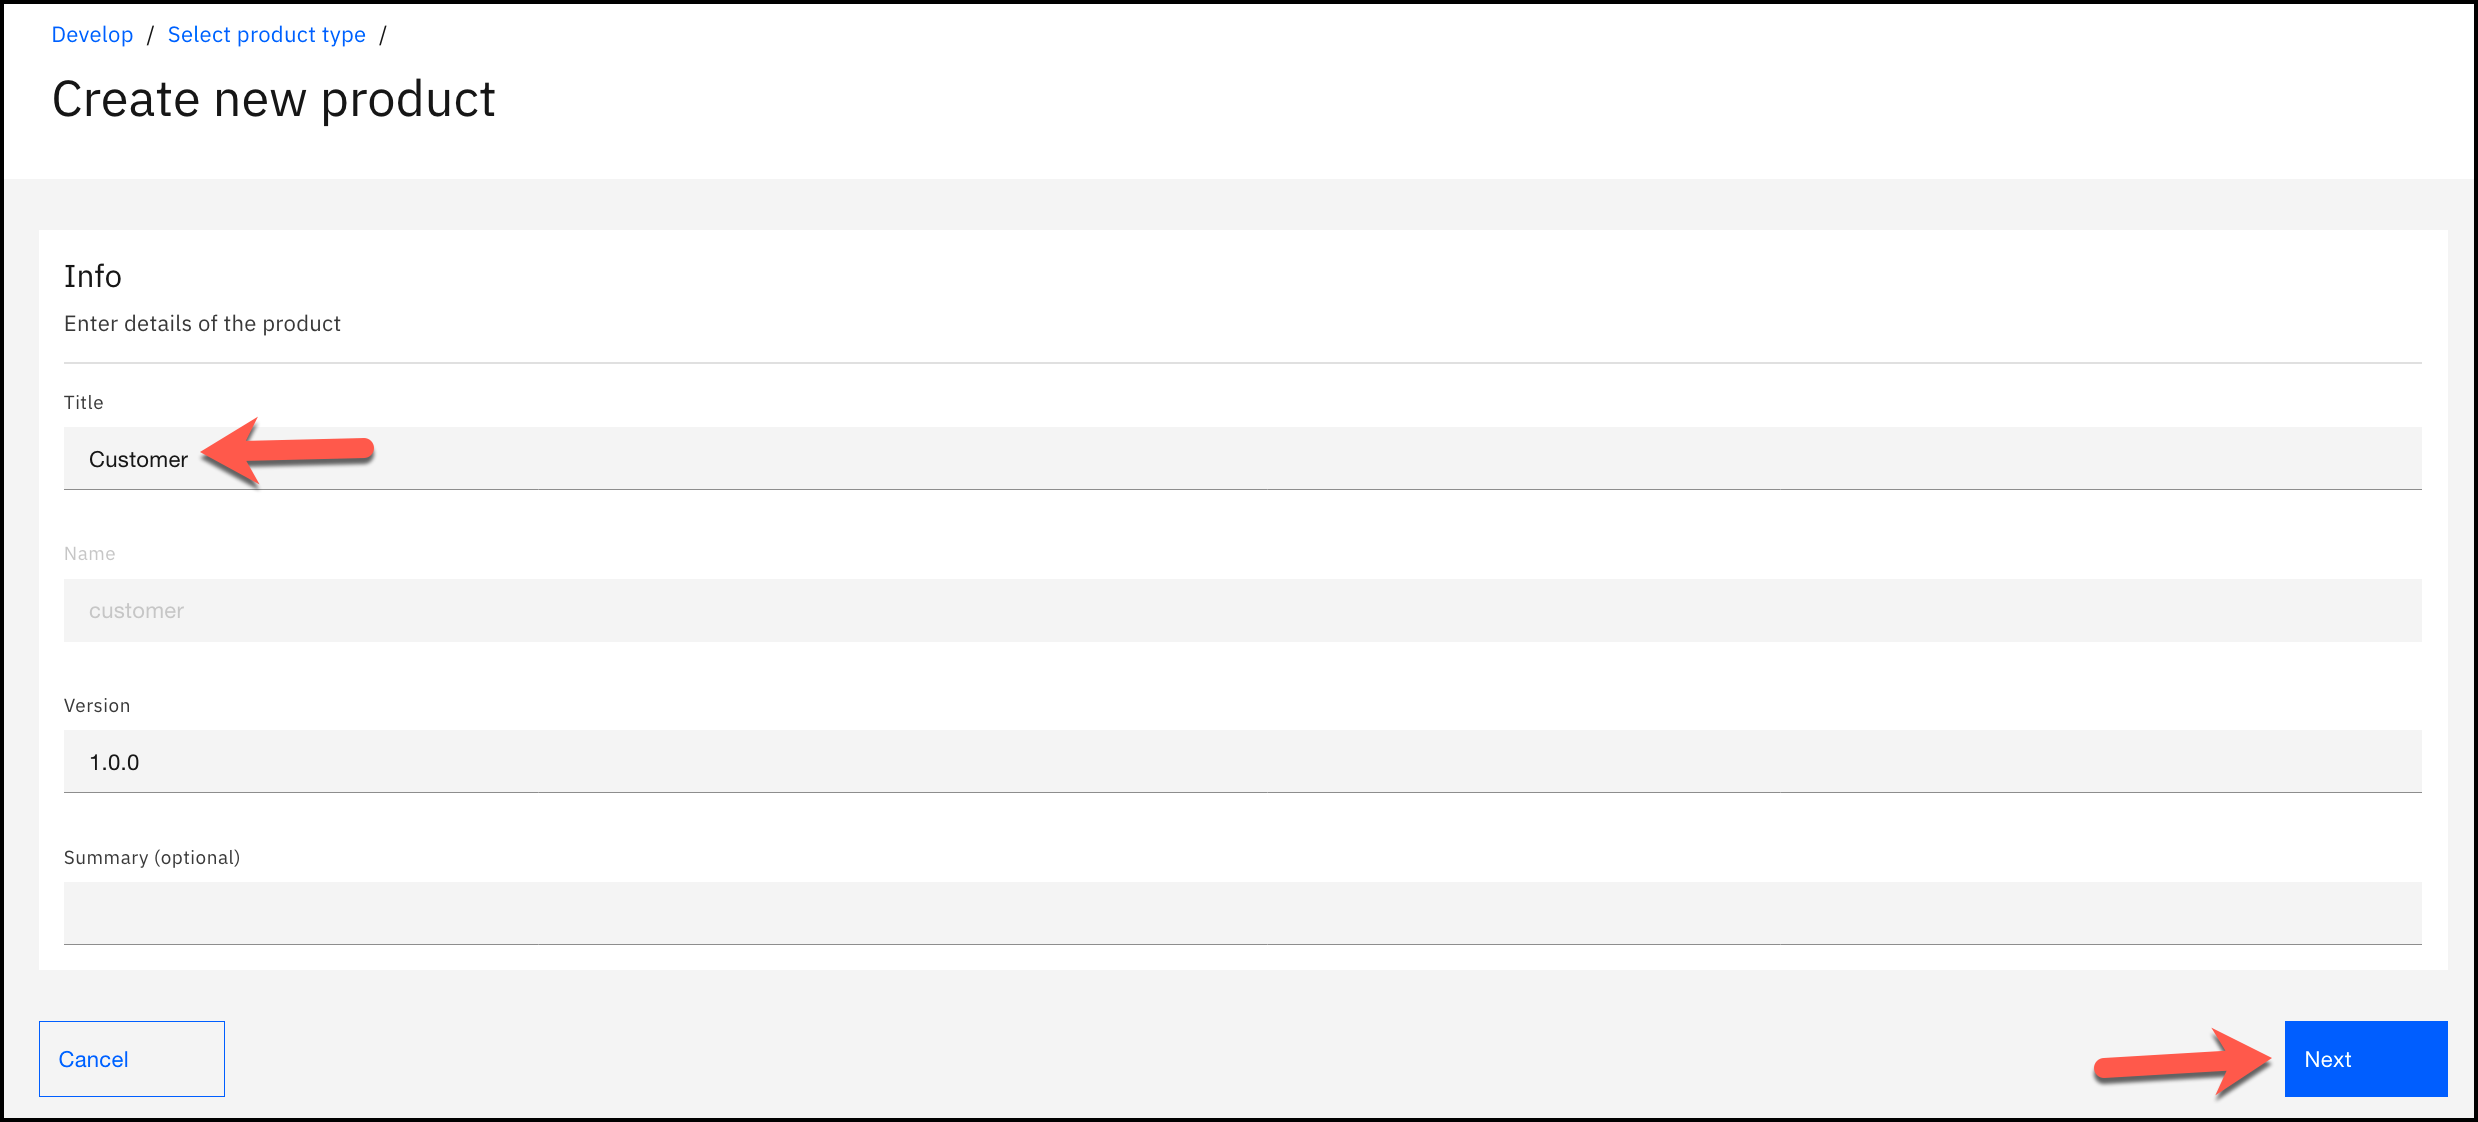 Develop / Select product type /
Create new product
Info
Enter details of the product
Title
Customer
Name
customer
Version
1.0.0
Summary (optional)
Cancel
Next